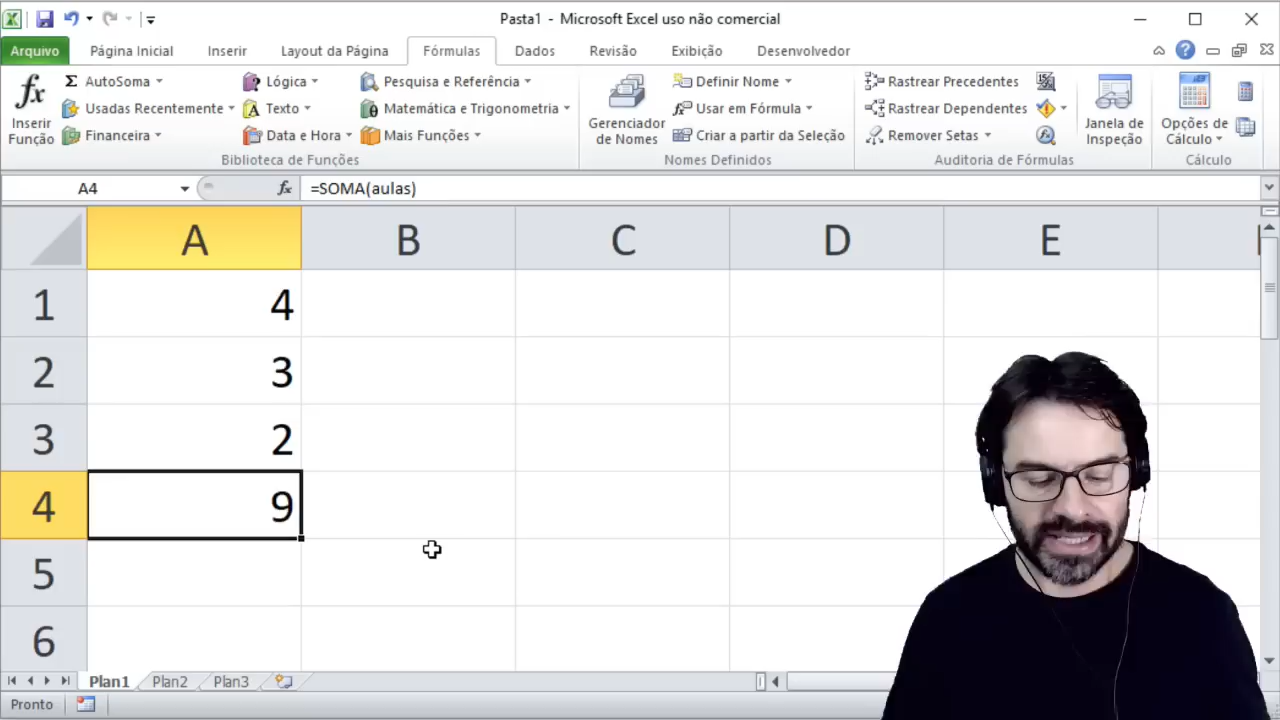 Pasta1 - Microsoft Excel uso não comercial
Arquivo Página Inicial Inserir Layout da Página Fórmulas Dados Revisão Exibição Desenvolvedor
fx
Inserir Função
Σ AutoSoma
Usadas Recentemente
Financeira
Lógica
Texto
Data e Hora
Pesquisa e Referência
Matemática e Trigonometria
Mais Funções
Biblioteca de Funções
Gerenciador de Nomes
Definir Nome
Usar em Fórmula
Criar a partir da Seleção
Nomes Definidos
Rastrear Precedentes
Rastrear Dependentes
Remover Setas
Auditoria de Fórmulas
Janela de Inspeção
Opções de Cálculo
Cálculo
A4 fx =SOMA(aulas)
A B C D E
1 4
2 3
3 2
4 9
5
6
Plan1 Plan2 Plan3
Pronto